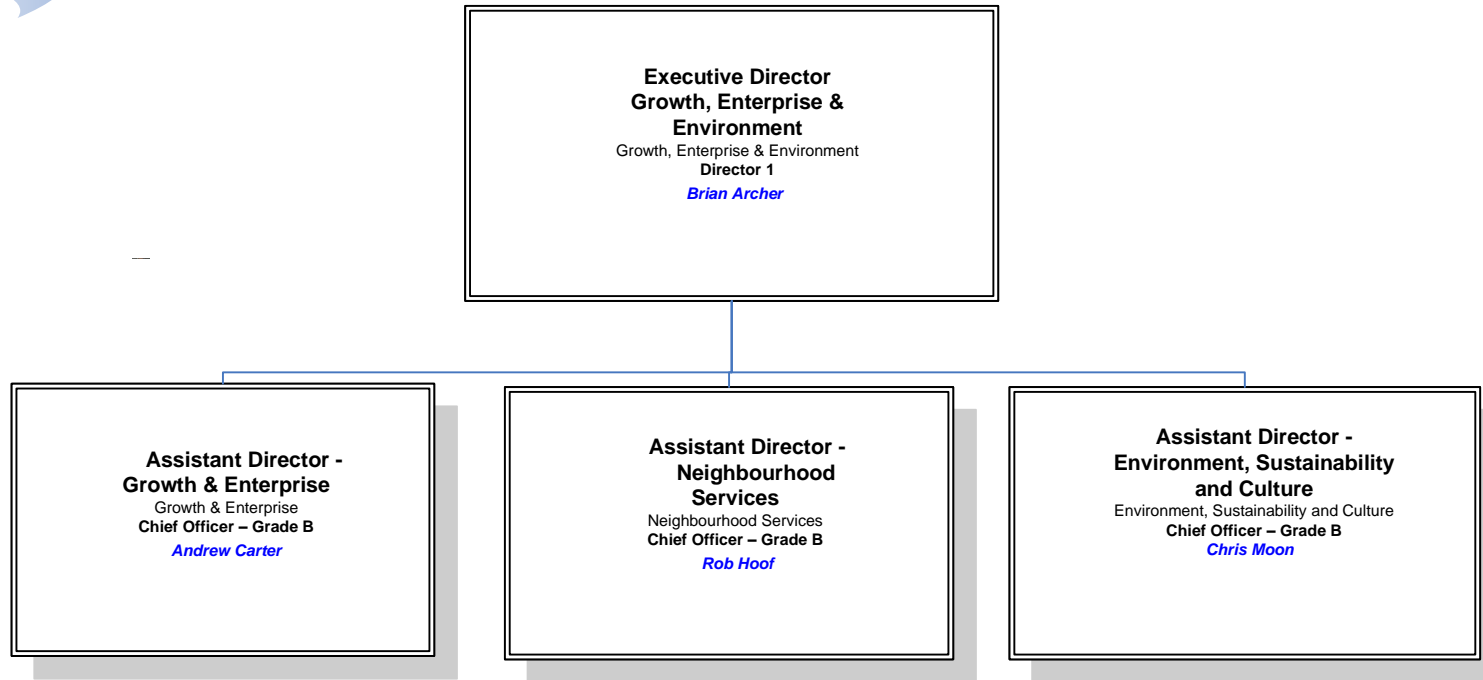 Executive Director
Growth, Enterprise &
Environment
Growth, Enterprise & Environment
Director 1
Brian Archer
Assistant Director -
Growth & Enterprise
Growth & Enterprise
Chief Officer – Grade B
Andrew Carter
Assistant Director -
Neighbourhood
Services
Neighbourhood Services
Chief Officer – Grade B
Rob Hoof
Assistant Director -
Environment, Sustainability
and Culture
Environment, Sustainability and Culture
Chief Officer – Grade B
Chris Moon